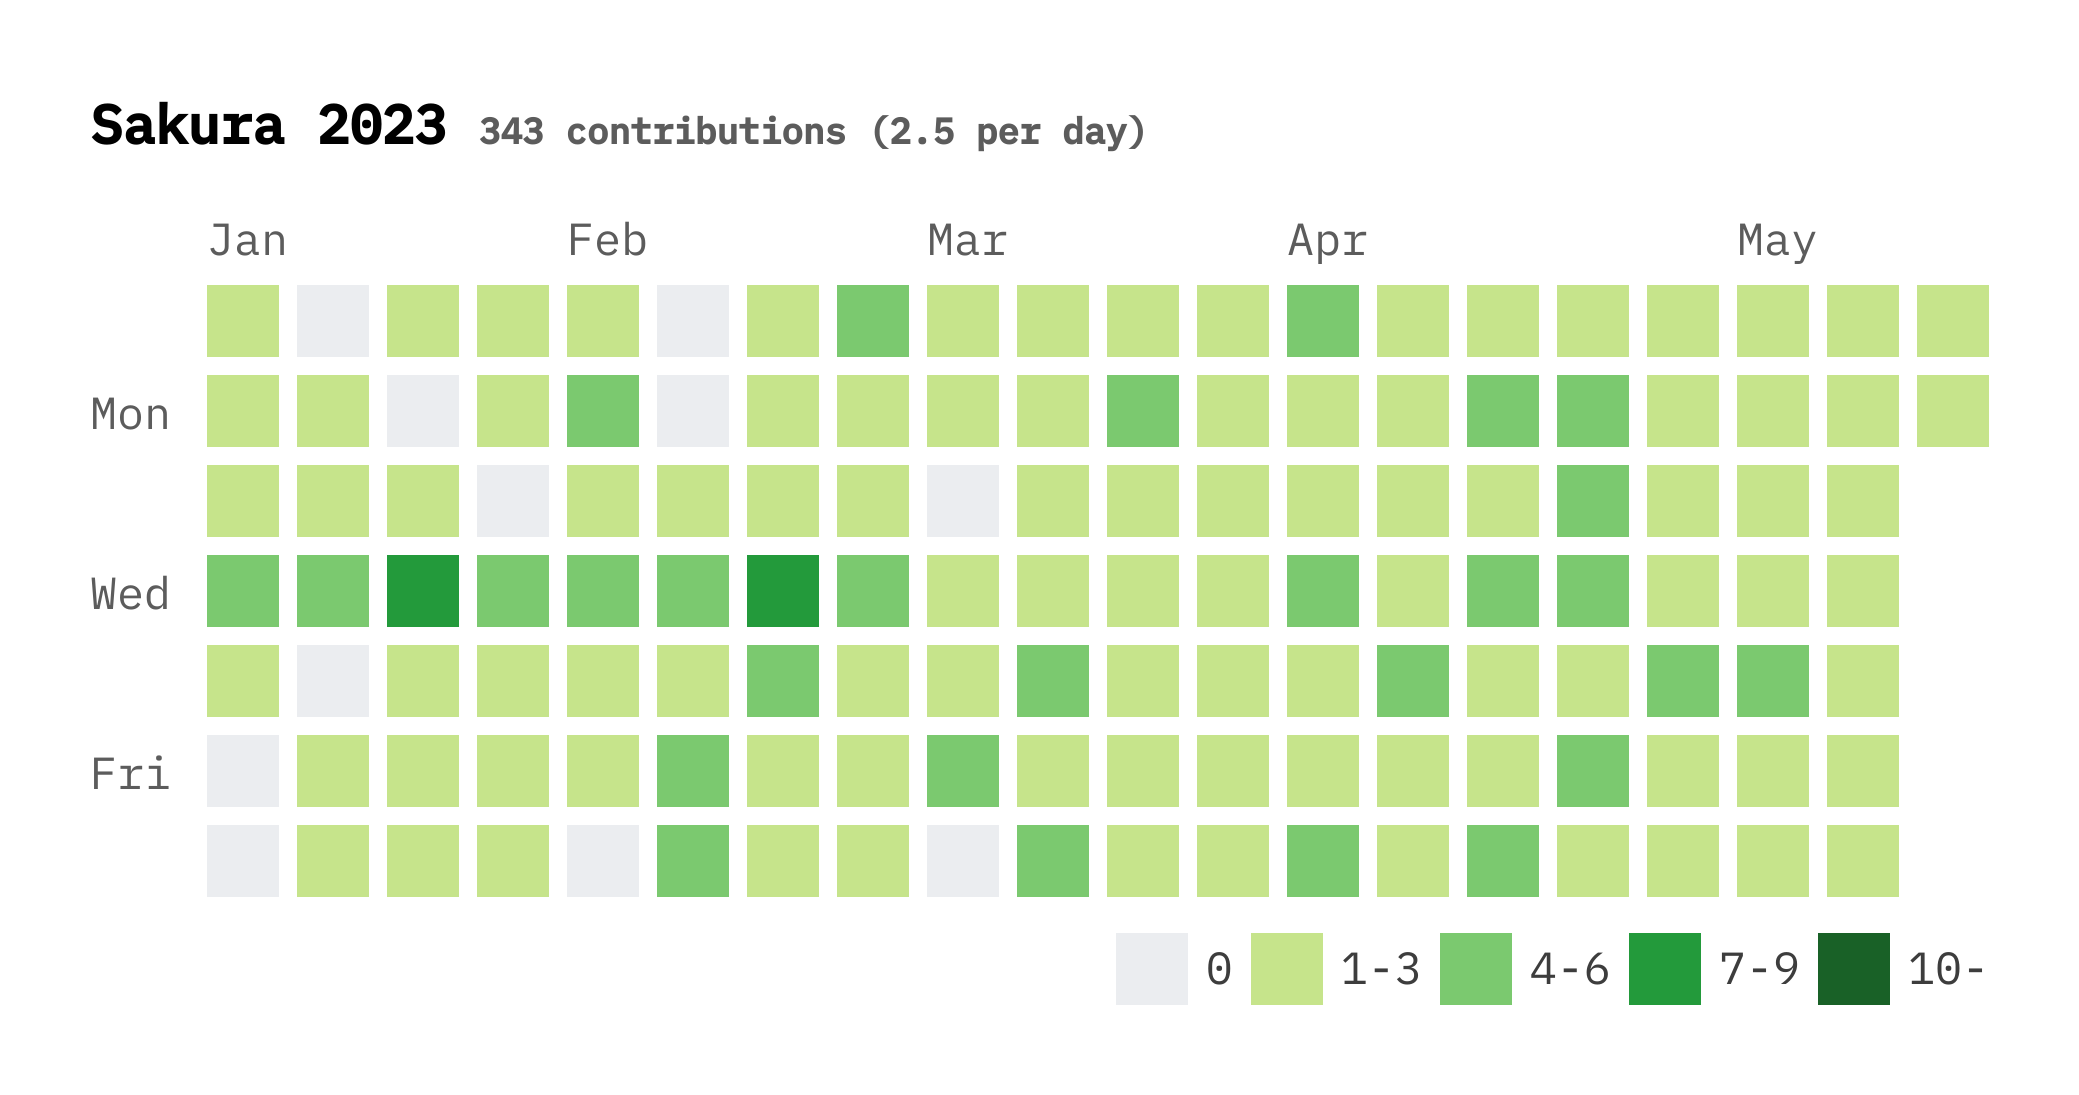 Sakura 2023 343 contributions (2.5 per day)
Jan Feb Mar Apr May
Mon
Wed
Fri
0 1-3 4-6 7-9 10-